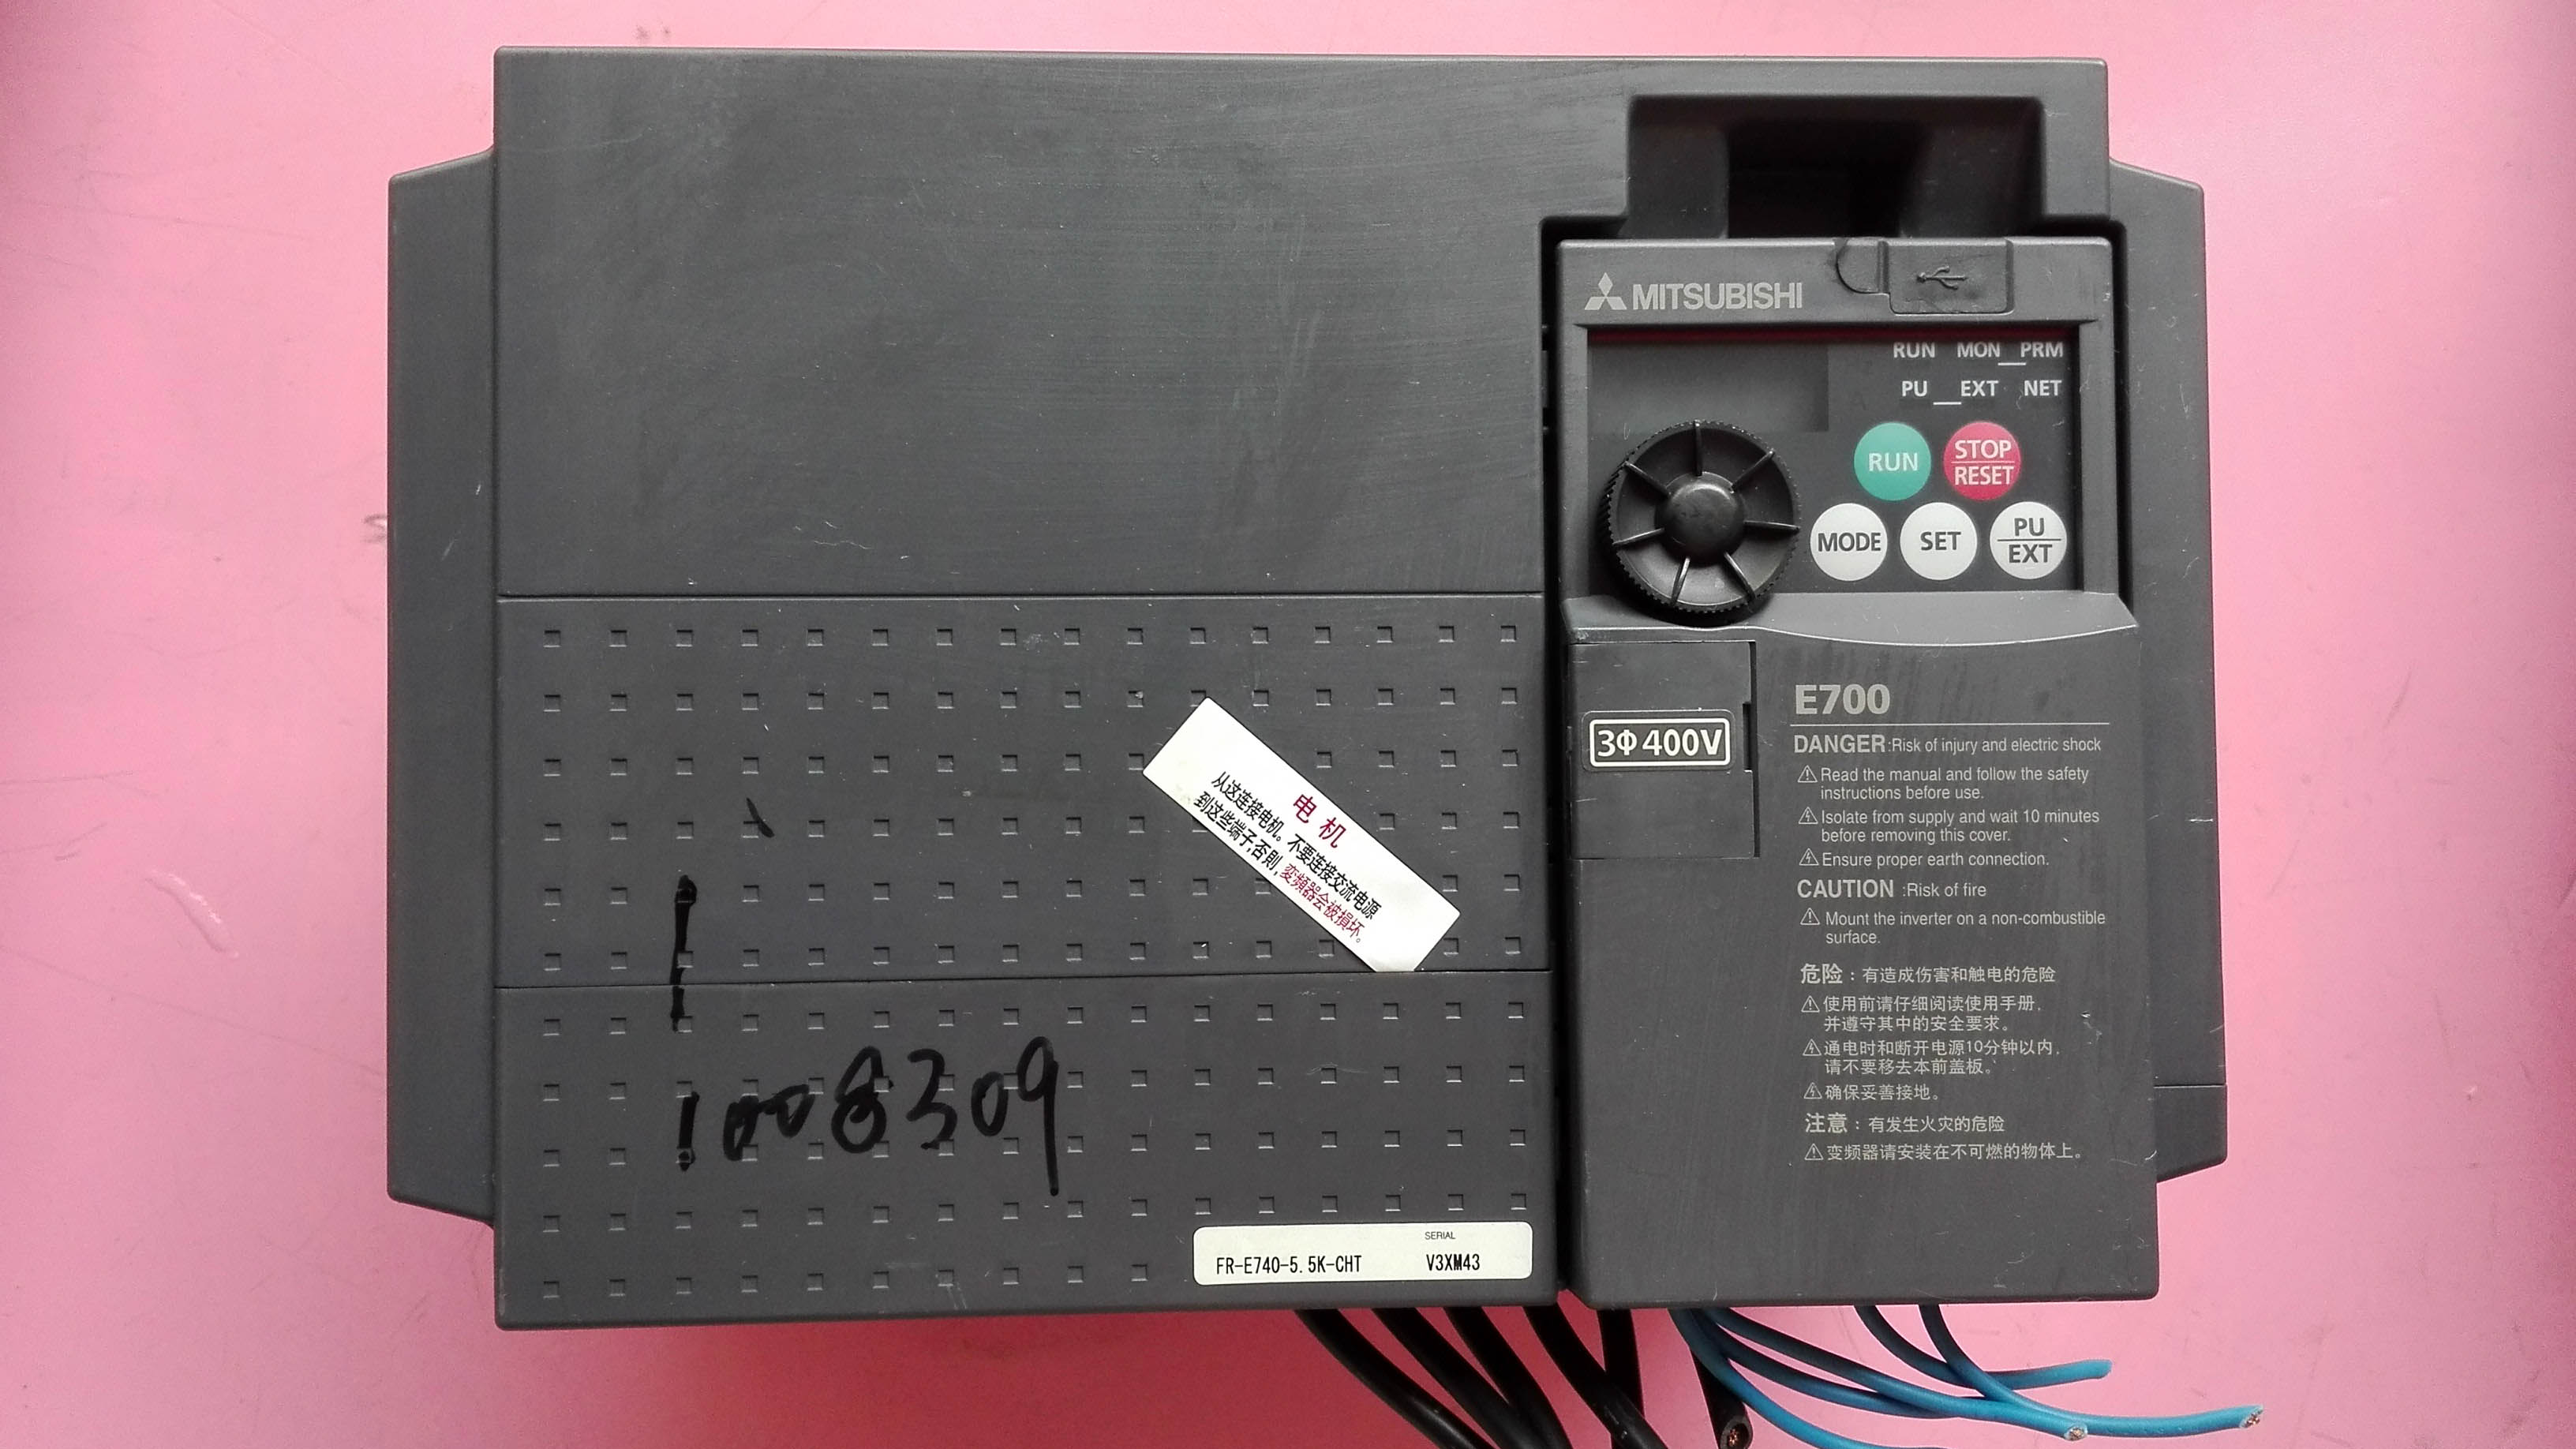 MITSUBISHI
RUN MON PRM
PU EXT NET
RUN
STOP
RESET
MODE
SET
PU
EXT
E700
3Φ 400V
DANGER:Risk of injury and electric shock
Read the manual and follow the safety
instructions before use.
Isolate from supply and wait 10 minutes
before removing this cover.
Ensure proper earth connection.
CAUTION :Risk of fire
Mount the inverter on a non-combustible
surface.
危险：有造成伤害和触电的危险
使用前请仔细阅读使用手册,
并遵守其中的安全要求。
通电时和断开电源10分钟以内,
请不要移去本前盖板。
确保妥善接地。
注意：有发生火灾的危险
变频器请安装在不可燃的物体上。
电机
从这连接电机。不要连接交流电源
到这些端子,否則,变頻器会被損坏。
1008309
SERIAL
FR-E740-5.5K-CHT V3XM43